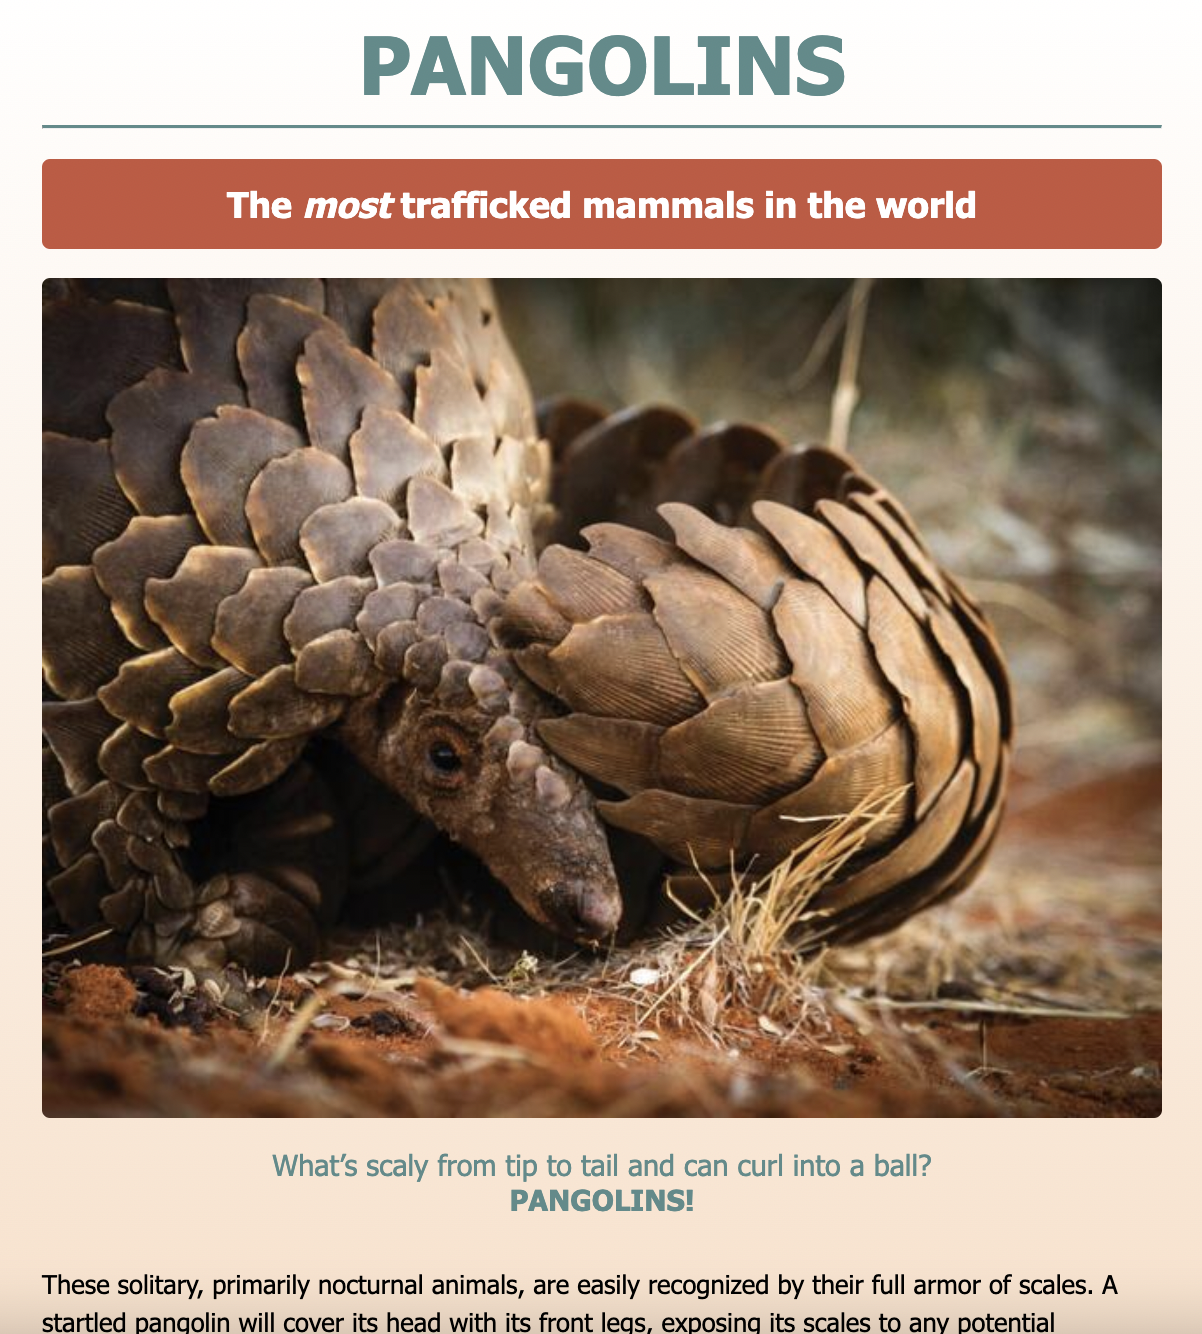 PANGOLINS
The most trafficked mammals in the world
What’s scaly from tip to tail and can curl into a ball?
PANGOLINS!
These solitary, primarily nocturnal animals, are easily recognized by their full armor of scales. A
startled pangolin will cover its head with its front legs, exposing its scales to any potential